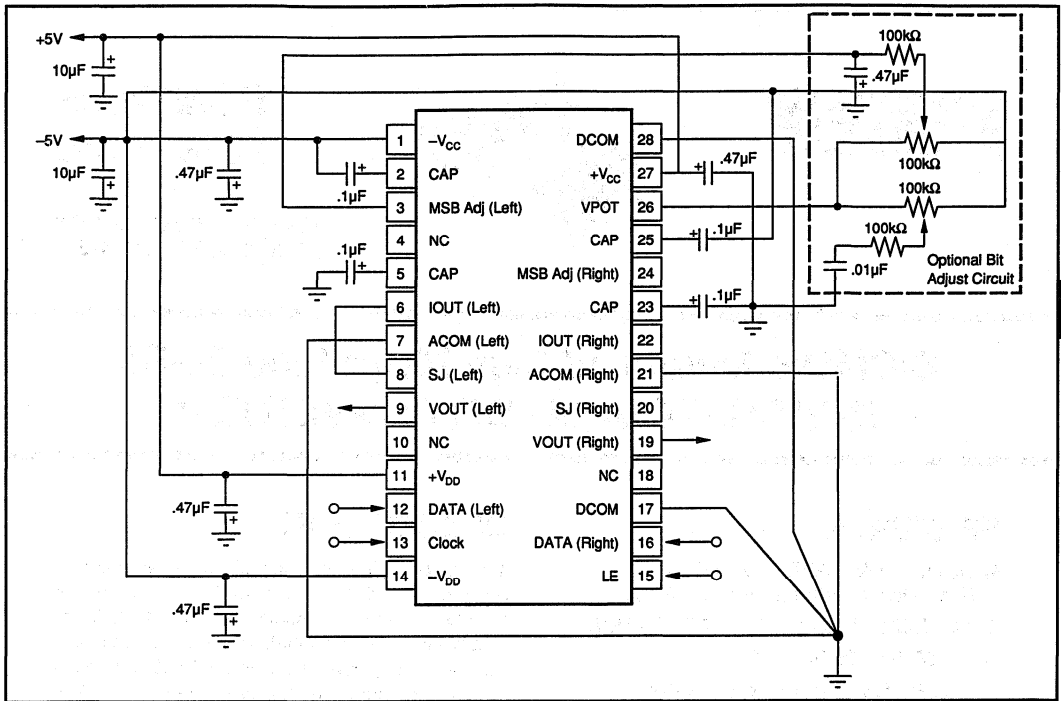 +5V
10µF
+
100kΩ
.47µF
+
–5V
10µF
+
.47µF
+
.1µF
+
100kΩ
100kΩ
100kΩ
.01µF
Optional Bit
Adjust Circuit
1 –VCC
2 CAP
3 MSB Adj (Left)
4 NC
5 CAP
.1µF
+
6 IOUT (Left)
7 ACOM (Left)
8 SJ (Left)
9 VOUT (Left)
10 NC
11 +VDD
.47µF
+
12 DATA (Left)
13 Clock
14 –VDD
.47µF
+
DCOM 28
+VCC 27
+ .47µF
VPOT 26
CAP 25
+ .1µF
MSB Adj (Right) 24
CAP 23
+ .1µF
IOUT (Right) 22
ACOM (Right) 21
SJ (Right) 20
VOUT (Right) 19
NC 18
DCOM 17
DATA (Right) 16
LE 15